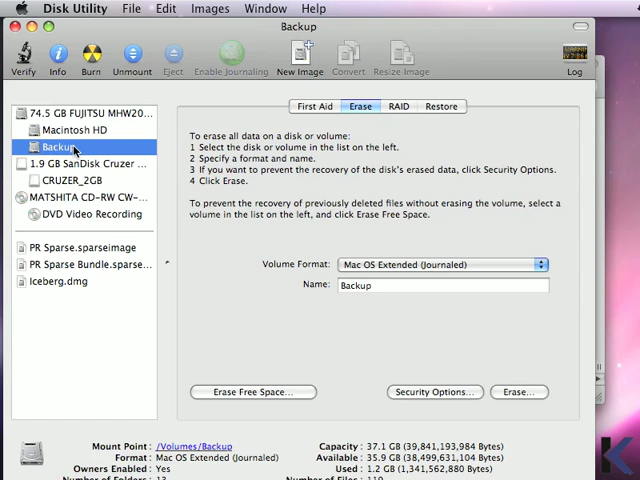 Disk Utility File Edit Images Window Help
Backup
Verify Info Burn Unmount Eject Enable Journaling New Image Convert Resize Image Log
74.5 GB FUJITSU MHW20...
Macintosh HD
Backup
1.9 GB SanDisk Cruzer ...
CRUZER_2GB
MATSHITA CD-RW CW-...
DVD Video Recording
PR Sparse.sparseimage
PR Sparse Bundle.sparse...
Iceberg.dmg
First Aid Erase RAID Restore
To erase all data on a disk or volume:
1 Select the disk or volume in the list on the left.
2 Specify a format and name.
3 If you want to prevent the recovery of the disk's erased data, click Security Options.
4 Click Erase.
To prevent the recovery of previously deleted files without erasing the volume, select a
volume in the list on the left, and click Erase Free Space.
Volume Format: Mac OS Extended (Journaled)
Name: Backup
Erase Free Space... Security Options... Erase...
Mount Point : /Volumes/Backup
Format : Mac OS Extended (Journaled)
Owners Enabled : Yes
Number of Folders : 13
Capacity : 37.1 GB (39,841,193,984 Bytes)
Available : 35.9 GB (38,499,631,104 Bytes)
Used : 1.2 GB (1,341,562,880 Bytes)
Number of Files : 119